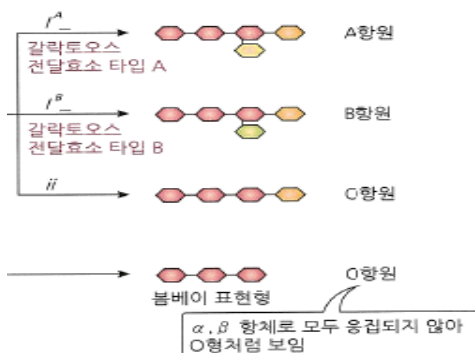 I^A_
갈락토오스
전달효소 타입 A
A항원
I^B_
갈락토오스
전달효소 타입 B
B항원
ii
O항원
O항원
봄베이 표현형
α, β 항체로 모두 응집되지 않아
O형처럼 보임